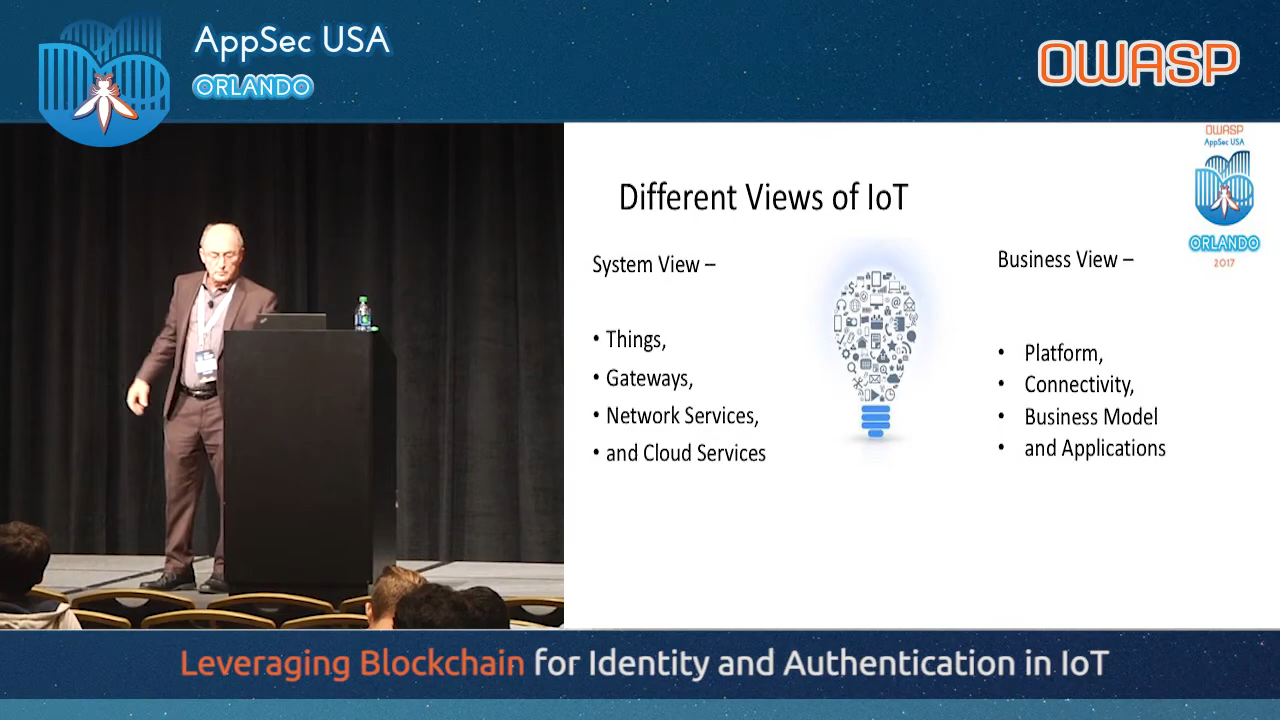 AppSec USA
ORLANDO
OWASP
OWASP
AppSec USA
ORLANDO
2017
Different Views of IoT
System View –
• Things,
• Gateways,
• Network Services,
• and Cloud Services
Business View –
• Platform,
• Connectivity,
• Business Model
• and Applications
Leveraging Blockchain for Identity and Authentication in IoT